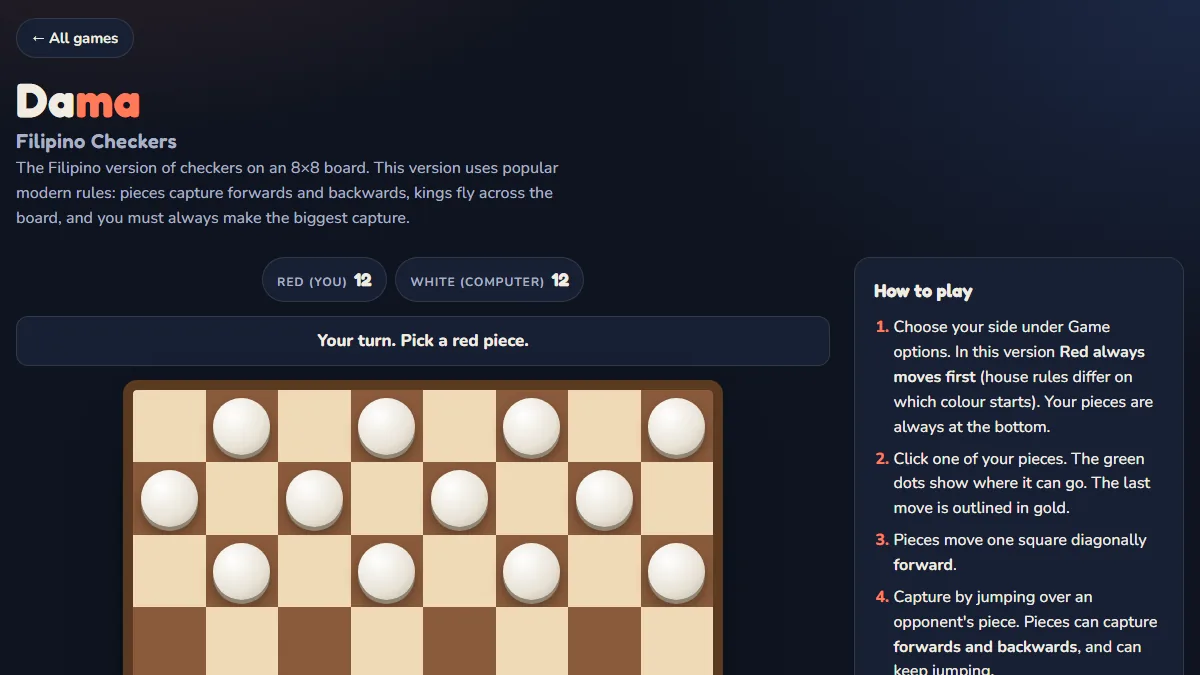 ← All games
Dama
Filipino Checkers
The Filipino version of checkers on an 8×8 board. This version uses popular
modern rules: pieces capture forwards and backwards, kings fly across the
board, and you must always make the biggest capture.
RED (YOU) 12
WHITE (COMPUTER) 12
Your turn. Pick a red piece.
How to play
1. Choose your side under Game
options. In this version Red always
moves first (house rules differ on
which colour starts). Your pieces are
always at the bottom.
2. Click one of your pieces. The green
dots show where it can go. The last
move is outlined in gold.
3. Pieces move one square diagonally
forward.
4. Capture by jumping over an
opponent's piece. Pieces can capture
forwards and backwards, and can
keep jumping.